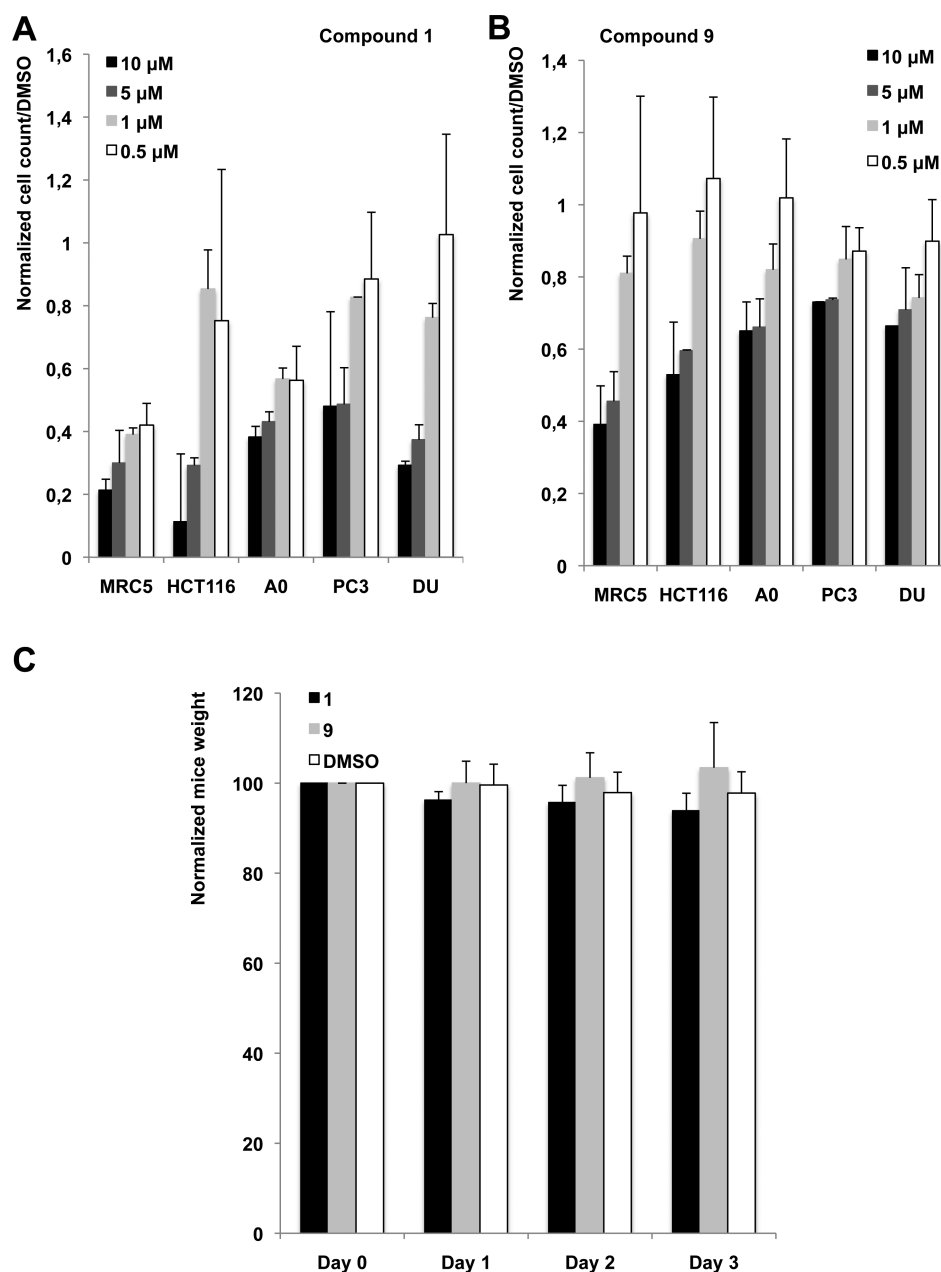 A
Compound 1
Normalized cell count/DMSO
1,6
1,4
1,2
1
0,8
0,6
0,4
0,2
0
10 µM
5 µM
1 µM
0.5 µM
MRC5 HCT116 A0 PC3 DU
B
Compound 9
Normalized cell count/DMSO
1,4
1,2
1
0,8
0,6
0,4
0,2
0
10 µM
5 µM
1 µM
0.5 µM
MRC5 HCT116 A0 PC3 DU
C
Normalized mice weight
120
100
80
60
40
20
0
1
9
DMSO
Day 0 Day 1 Day 2 Day 3